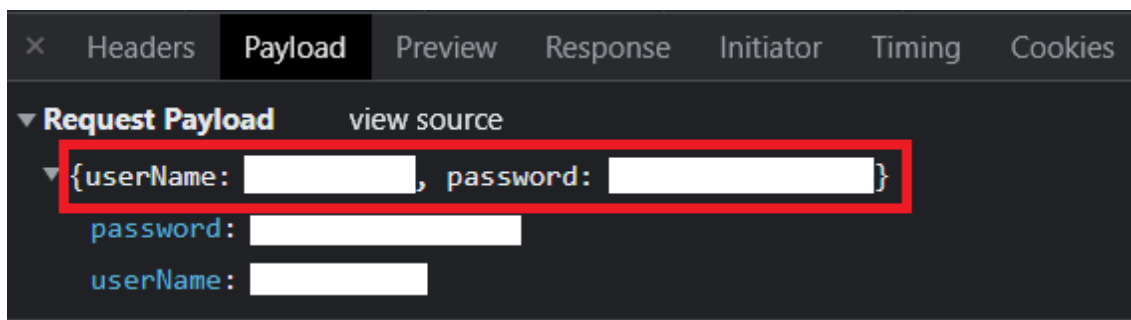 × Headers Payload Preview Response Initiator Timing Cookies
▼ Request Payload view source
▼ {userName: , password: }
password:
userName: